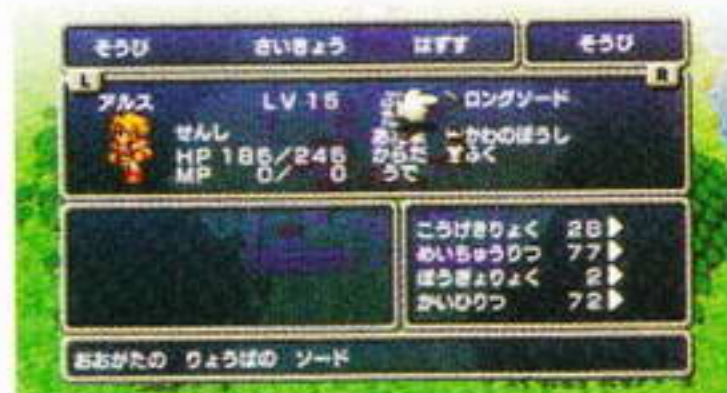 そうび さいきょう はずす そうび
L R
アルス LV 15 ロングソード
せんし かわのぼうし
HP 185/245 からだ ふく
MP 0/ 0 うで
こうげきりょく 28
めいちゅうりつ 77
ぼうぎょりょく 2
かいひりつ 72
おおがたの りょうばの ソード